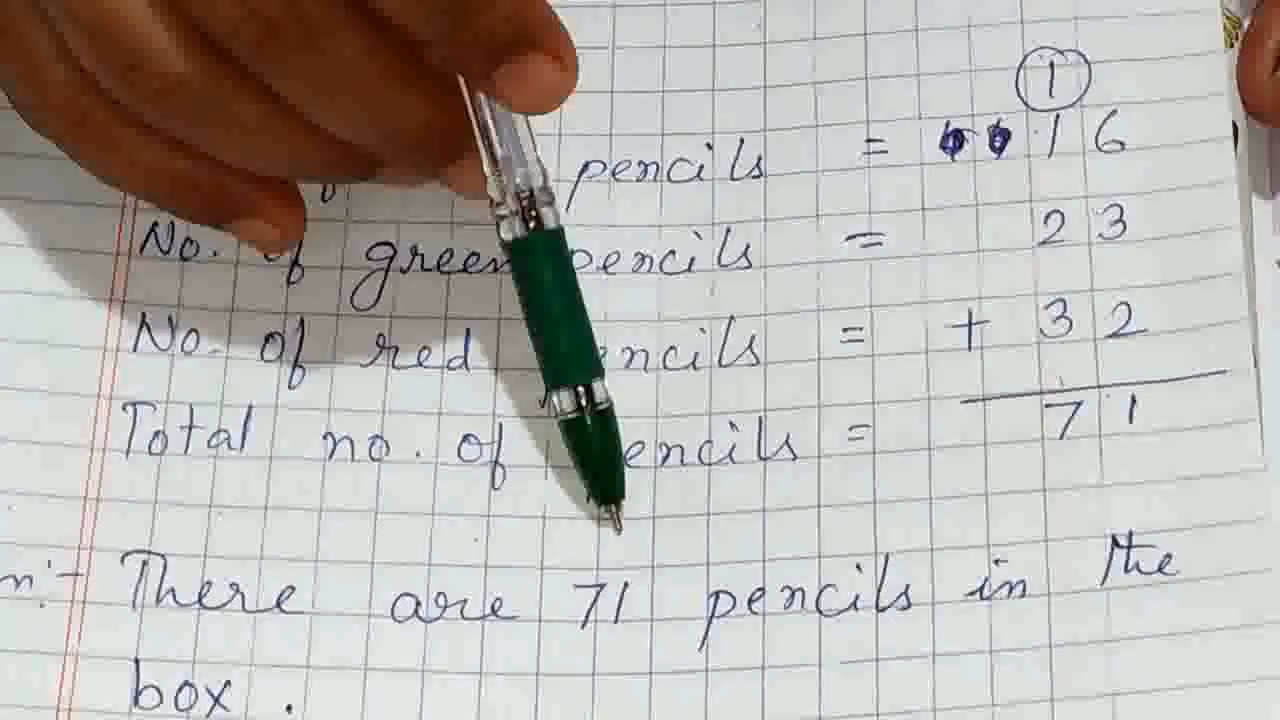 1
pencils = 16
No. of green pencils = 23
No. of red pencils = + 32
Total no. of pencils = 71
There are 71 pencils in the
box.